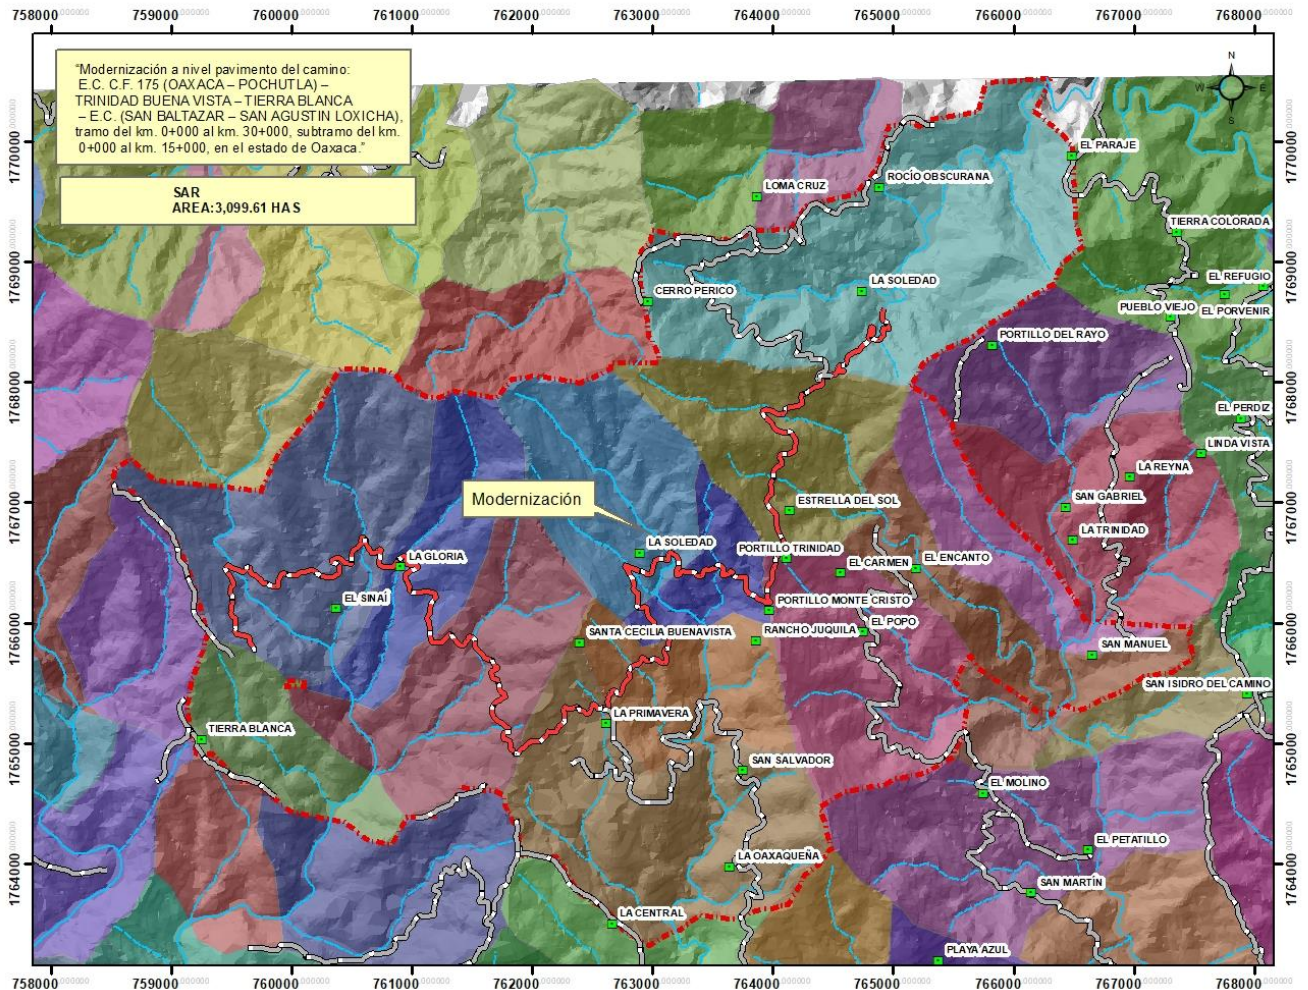 758000 759000 760000 761000 762000 763000 764000 765000 766000 767000 768000
"Modernización a nivel pavimento del camino:
E.C. C.F. 175 (OAXACA – POCHUTLA) –
TRINIDAD BUENA VISTA – TIERRA BLANCA
– E.C. (SAN BALTAZAR – SAN AGUSTIN LOXICHA),
tramo del km. 0+000 al km. 30+000, subtramo del km.
0+000 al km. 15+000, en el estado de Oaxaca."
SAR
AREA:3,099.61 HAS
N
W E
S
1770000
1769000
1768000
1767000
1766000
1765000
1764000
1770000
1769000
1768000
1767000
1766000
1765000
1764000
EL PARAJE
ROCÍO OBSCURANA
LOMA CRUZ
TIERRA COLORADA
EL REFUGIO
LA SOLEDAD
CERRO PERICO
PUEBLO VIEJO
EL PORVENIR
PORTILLO DEL RAYO
EL PERDIZ
LINDA VISTA
LA REYNA
Modernización
SAN GABRIEL
ESTRELLA DEL SOL
LA TRINIDAD
LA SOLEDAD
PORTILLO TRINIDAD
LA GLORIA
EL CARMEN
EL ENCANTO
EL SINAÍ
PORTILLO MONTE CRISTO
EL POPO
SANTA CECILIA BUENAVISTA
RANCHO JUQUILA
SAN MANUEL
SAN ISIDRO DEL CAMINO
LA PRIMAVERA
TIERRA BLANCA
SAN SALVADOR
EL MOLINO
EL PETATILLO
LA OAXAQUEÑA
SAN MARTÍN
LA CENTRAL
PLAYA AZUL
758000 759000 760000 761000 762000 763000 764000 765000 766000 767000 768000